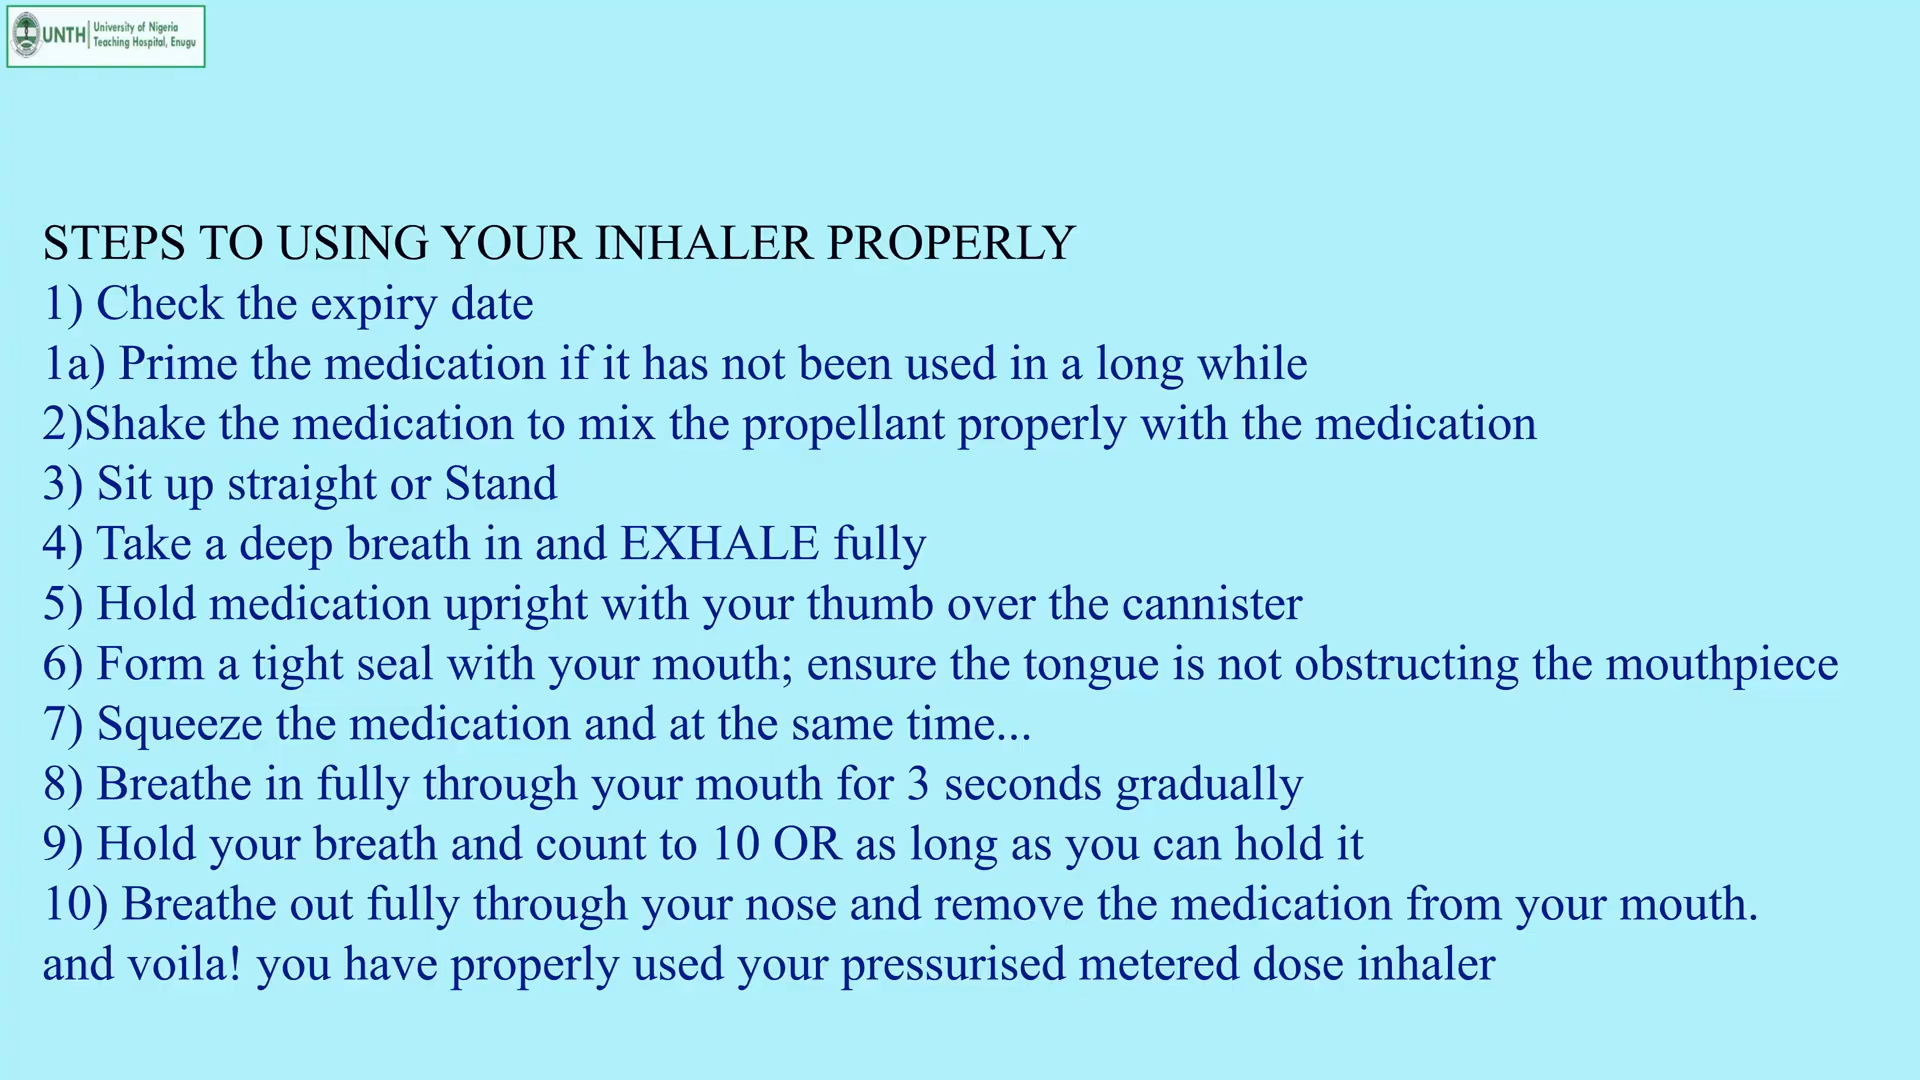 UNTH
University of Nigeria
Teaching Hospital, Enugu
STEPS TO USING YOUR INHALER PROPERLY
1) Check the expiry date
1a) Prime the medication if it has not been used in a long while
2)Shake the medication to mix the propellant properly with the medication
3) Sit up straight or Stand
4) Take a deep breath in and EXHALE fully
5) Hold medication upright with your thumb over the cannister
6) Form a tight seal with your mouth; ensure the tongue is not obstructing the mouthpiece
7) Squeeze the medication and at the same time...
8) Breathe in fully through your mouth for 3 seconds gradually
9) Hold your breath and count to 10 OR as long as you can hold it
10) Breathe out fully through your nose and remove the medication from your mouth.
and voila! you have properly used your pressurised metered dose inhaler